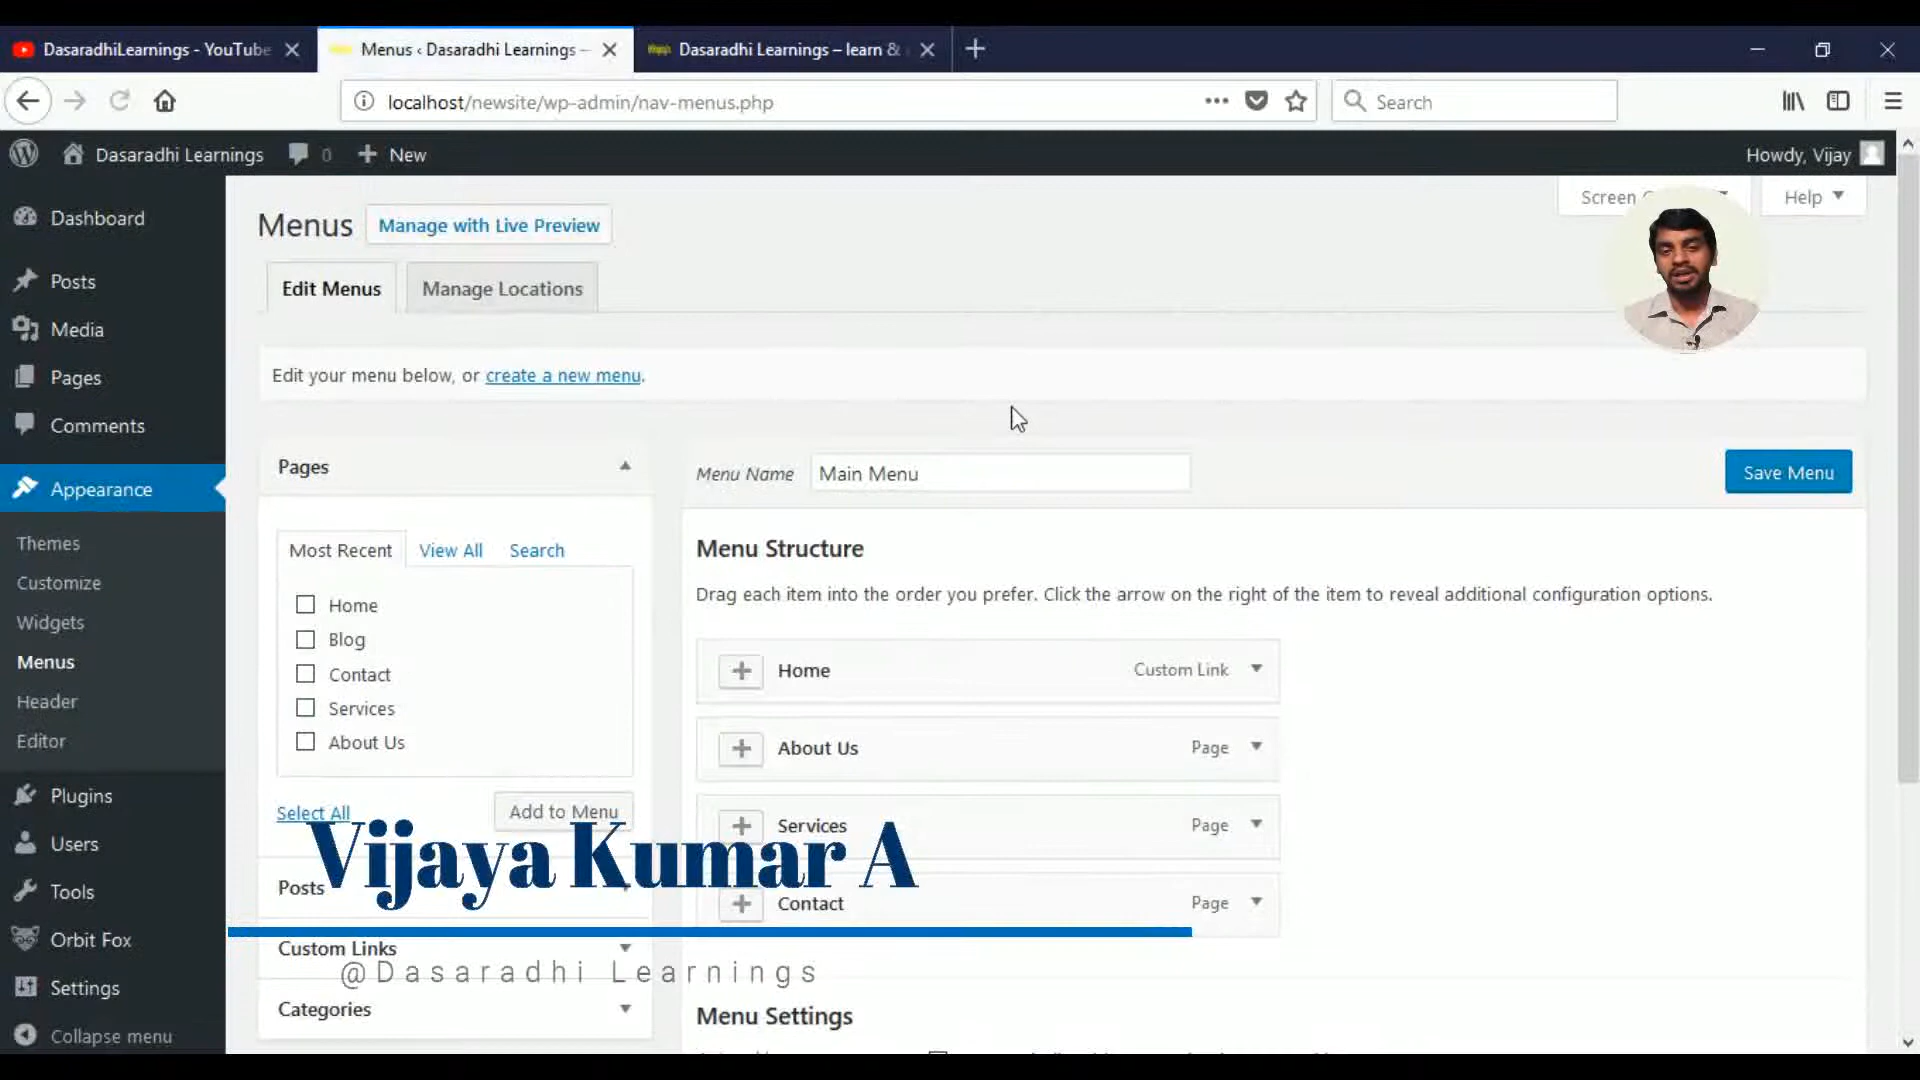 DasaradhiLearnings - YouTube
Menus ‹ Dasaradhi Learnings –
Dasaradhi Learnings – learn &
localhost/newsite/wp-admin/nav-menus.php
Search
Dasaradhi Learnings
0
New
Howdy, Vijay
Screen
Help
Dashboard
Posts
Media
Pages
Comments
Appearance
Themes
Customize
Widgets
Menus
Header
Editor
Plugins
Users
Tools
Orbit Fox
Settings
Collapse menu
Menus
Manage with Live Preview
Edit Menus
Manage Locations
Edit your menu below, or create a new menu.
Pages
Most Recent
View All
Search
Home
Blog
Contact
Services
About Us
Select All
Add to Menu
Posts
Custom Links
Categories
Menu Name
Main Menu
Save Menu
Menu Structure
Drag each item into the order you prefer. Click the arrow on the right of the item to reveal additional configuration options.
Home
Custom Link
About Us
Page
Services
Page
Contact
Page
Menu Settings
Vijaya Kumar A
@Dasaradhi Learnings